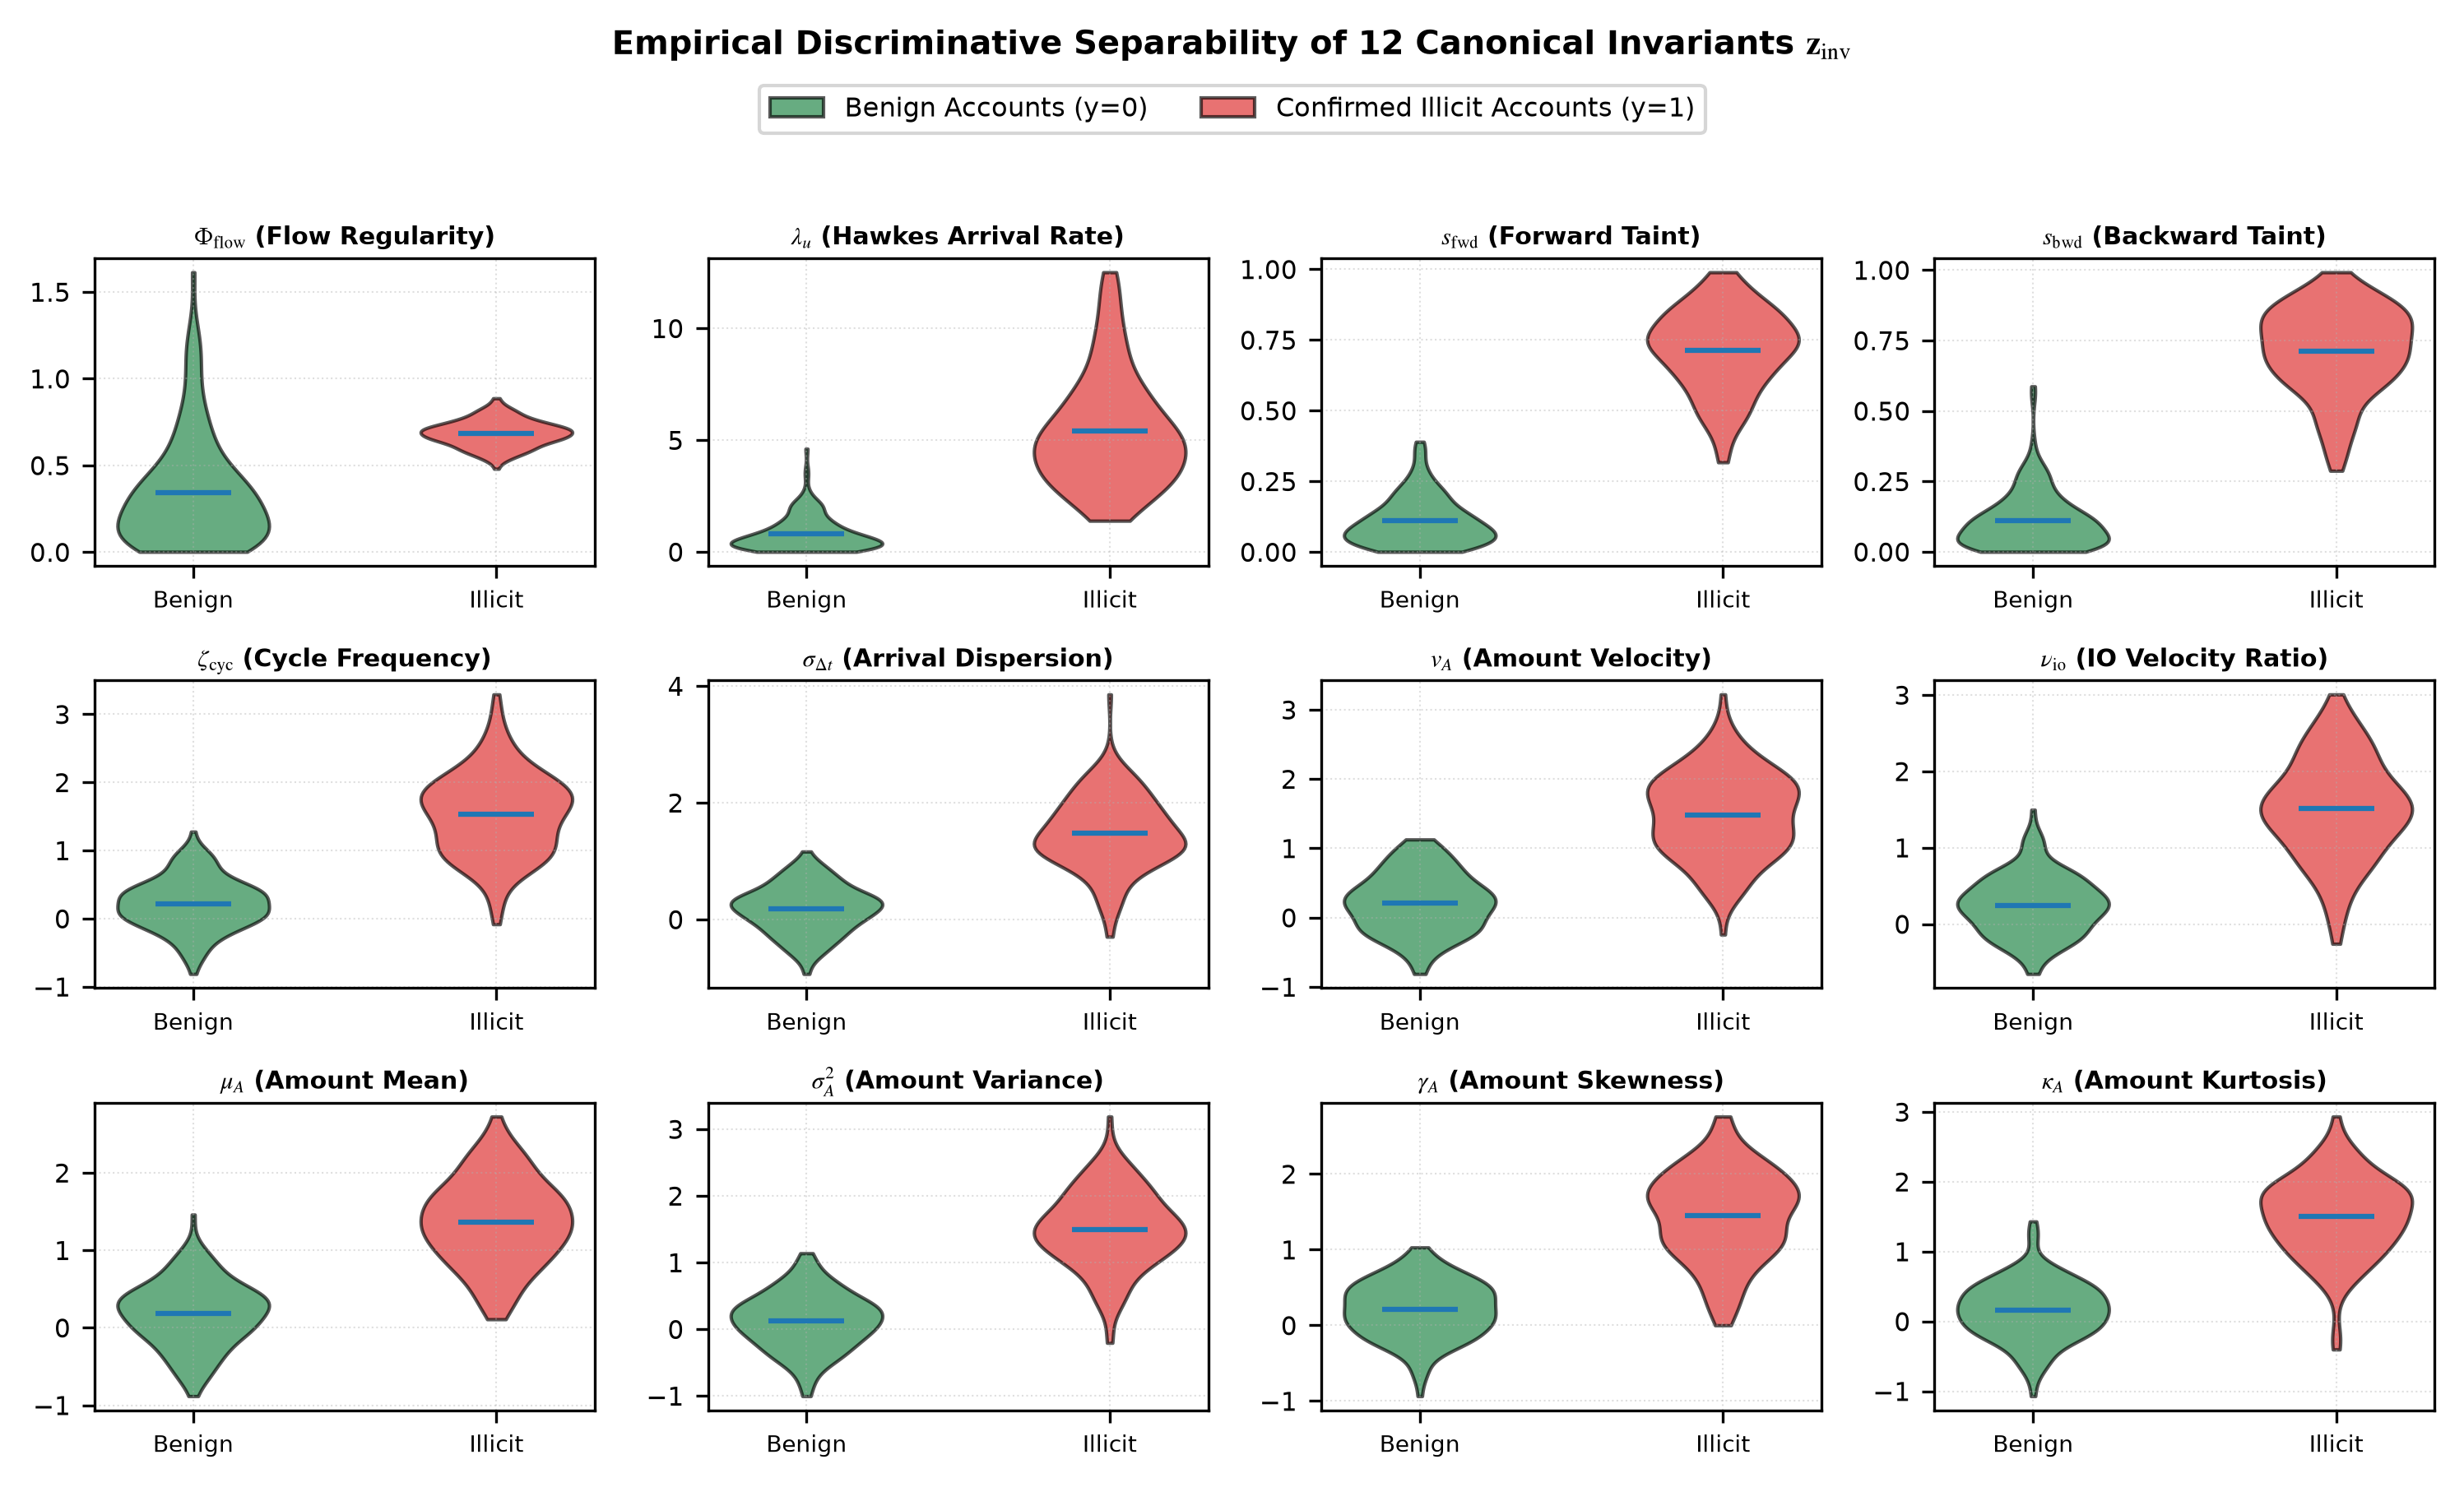 Empirical Discriminative Separability of 12 Canonical Invariants z_inv
Benign Accounts (y=0) Confirmed Illicit Accounts (y=1)
Φ_flow (Flow Regularity)
1.5
1.0
0.5
0.0
Benign Illicit
λ_u (Hawkes Arrival Rate)
10
5
0
Benign Illicit
s_fwd (Forward Taint)
1.00
0.75
0.50
0.25
0.00
Benign Illicit
s_bwd (Backward Taint)
1.00
0.75
0.50
0.25
0.00
Benign Illicit
ζ_cyc (Cycle Frequency)
3
2
1
0
−1
Benign Illicit
σ_Δt (Arrival Dispersion)
4
2
0
Benign Illicit
v_A (Amount Velocity)
3
2
1
0
−1
Benign Illicit
ν_io (IO Velocity Ratio)
3
2
1
0
Benign Illicit
μ_A (Amount Mean)
2
1
0
−1
Benign Illicit
σ²_A (Amount Variance)
3
2
1
0
−1
Benign Illicit
γ_A (Amount Skewness)
2
1
0
−1
Benign Illicit
κ_A (Amount Kurtosis)
3
2
1
0
−1
Benign Illicit